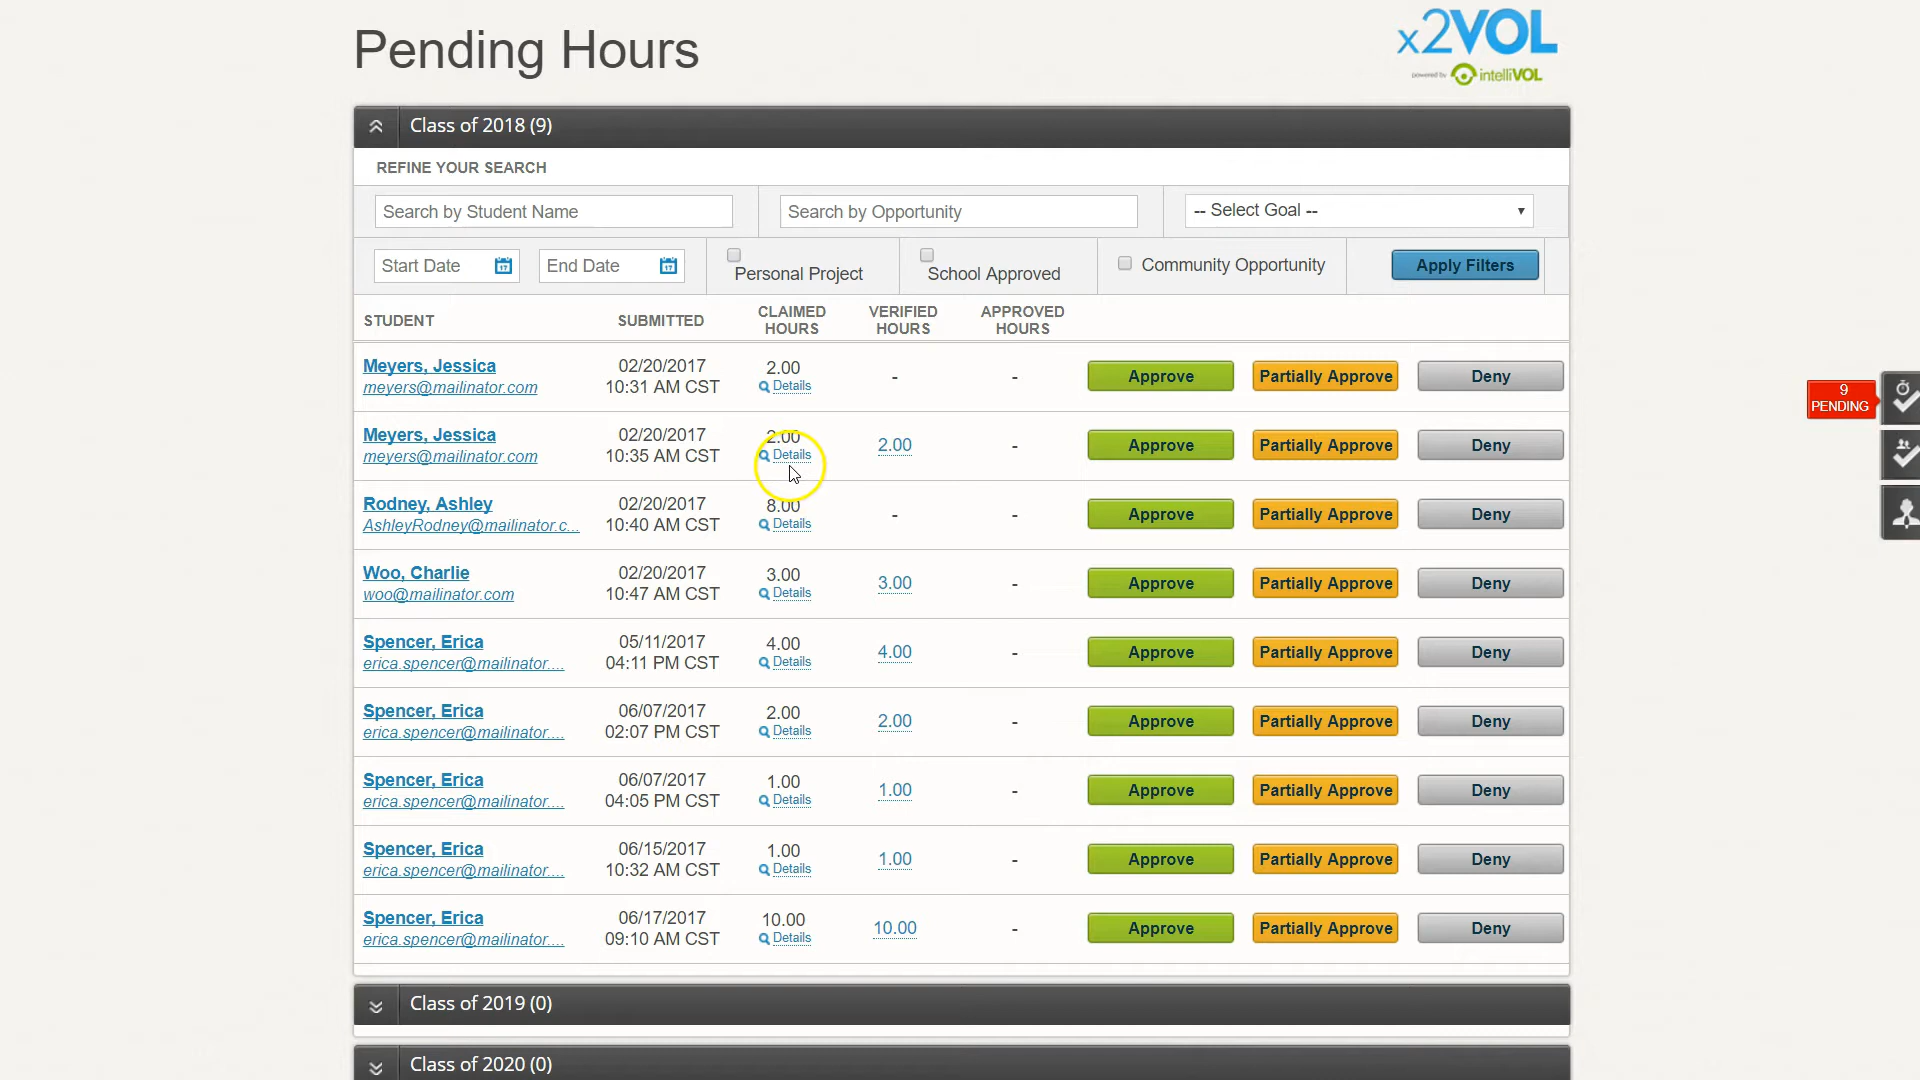 Pending Hours
x2VOL
powered by intelliVOL
Class of 2018 (9)
REFINE YOUR SEARCH
Search by Student Name
Search by Opportunity
-- Select Goal --
Start Date
End Date
Personal Project
School Approved
Community Opportunity
Apply Filters
STUDENT SUBMITTED CLAIMED HOURS VERIFIED HOURS APPROVED HOURS
Meyers, Jessica 02/20/2017 2.00 - - Approve Partially Approve Deny
meyers@mailinator.com 10:31 AM CST Details
Meyers, Jessica 02/20/2017 2.00 2.00 - Approve Partially Approve Deny
meyers@mailinator.com 10:35 AM CST Details
Rodney, Ashley 02/20/2017 8.00 - - Approve Partially Approve Deny
AshleyRodney@mailinator.c... 10:40 AM CST Details
Woo, Charlie 02/20/2017 3.00 3.00 - Approve Partially Approve Deny
woo@mailinator.com 10:47 AM CST Details
Spencer, Erica 05/11/2017 4.00 4.00 - Approve Partially Approve Deny
erica.spencer@mailinator.... 04:11 PM CST Details
Spencer, Erica 06/07/2017 2.00 2.00 - Approve Partially Approve Deny
erica.spencer@mailinator.... 02:07 PM CST Details
Spencer, Erica 06/07/2017 1.00 1.00 - Approve Partially Approve Deny
erica.spencer@mailinator.... 04:05 PM CST Details
Spencer, Erica 06/15/2017 1.00 1.00 - Approve Partially Approve Deny
erica.spencer@mailinator.... 10:32 AM CST Details
Spencer, Erica 06/17/2017 10.00 10.00 - Approve Partially Approve Deny
erica.spencer@mailinator.... 09:10 AM CST Details
9
PENDING
Class of 2019 (0)
Class of 2020 (0)